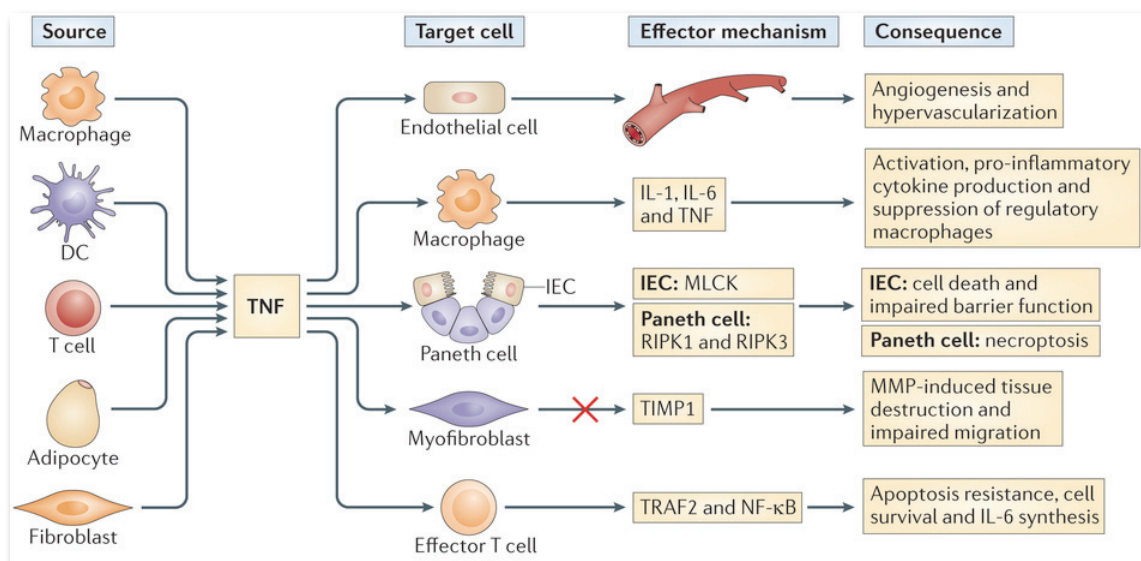 Source
Target cell
Effector mechanism
Consequence
Macrophage
DC
T cell
Adipocyte
Fibroblast
TNF
Endothelial cell
Angiogenesis and
hypervascularization
Macrophage
IL-1, IL-6
and TNF
Activation, pro-inflammatory
cytokine production and
suppression of regulatory
macrophages
IEC
Paneth cell
IEC: MLCK
Paneth cell:
RIPK1 and RIPK3
IEC: cell death and
impaired barrier function
Paneth cell: necroptosis
Myofibroblast
TIMP1
MMP-induced tissue
destruction and
impaired migration
Effector T cell
TRAF2 and NF-κB
Apoptosis resistance, cell
survival and IL-6 synthesis